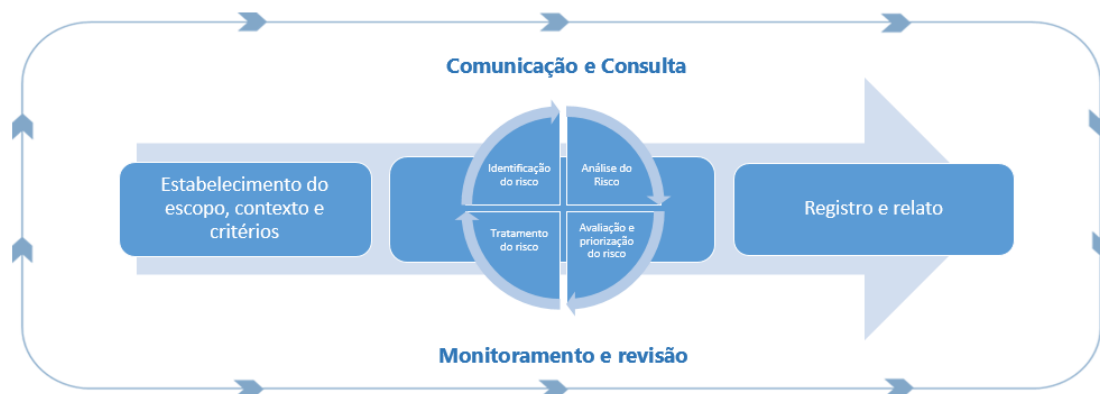 Comunicação e Consulta
Estabelecimento do
escopo, contexto e
critérios
Identificação
do risco
Análise do
Risco
Tratamento
do risco
Avaliação e
priorização
do risco
Registro e relato
Monitoramento e revisão